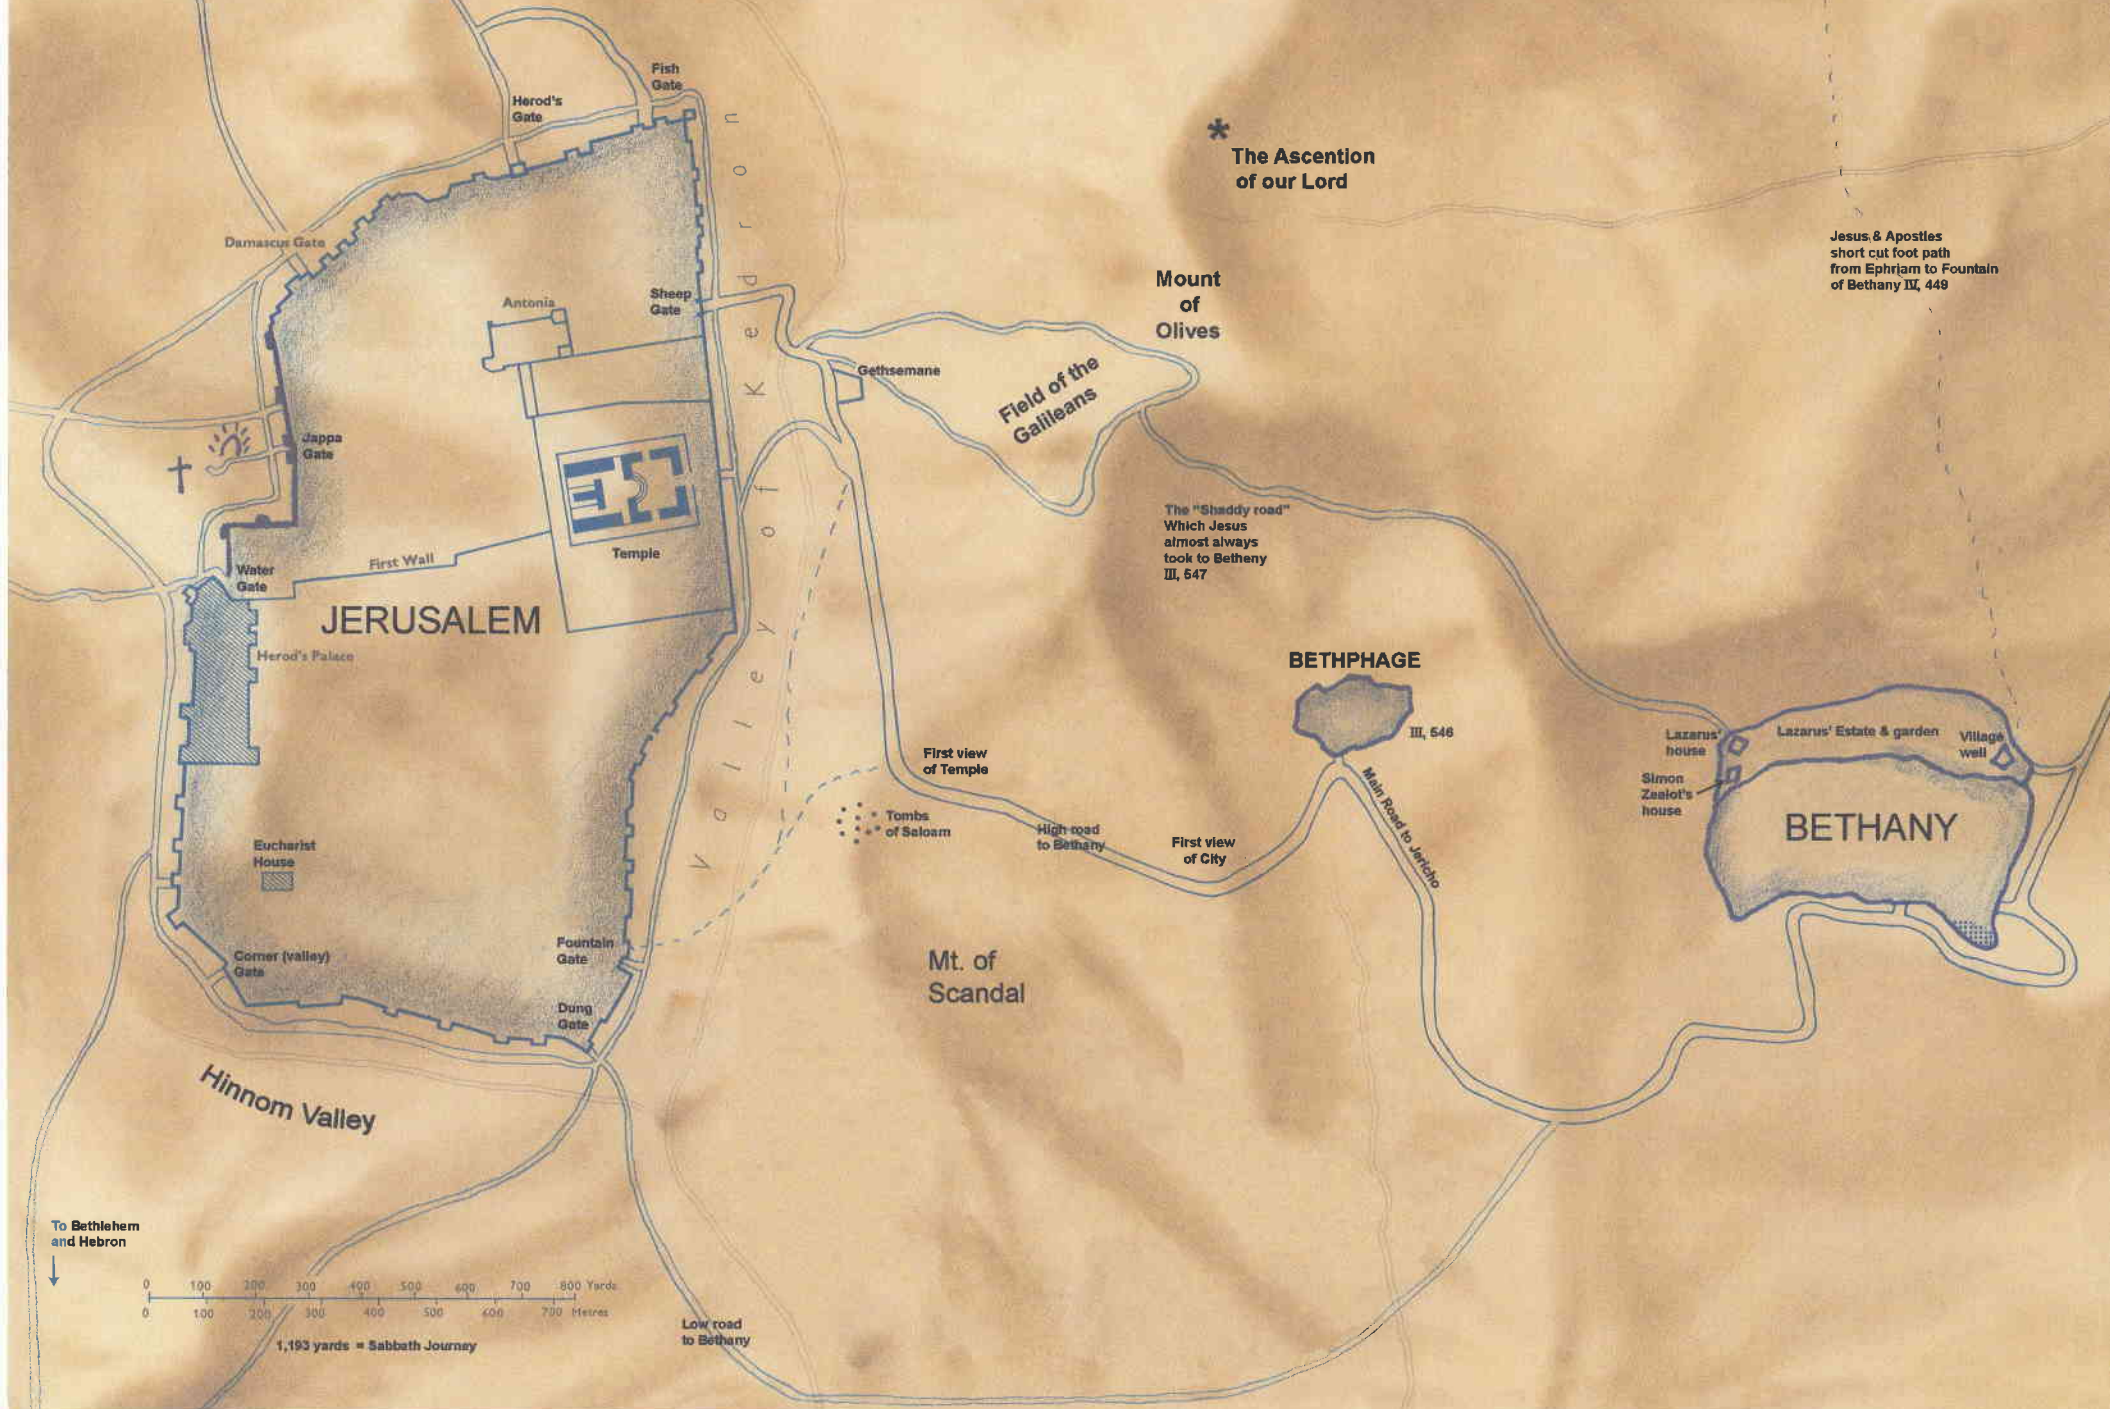 Fish
Gate
Herod's
Gate
Damascus Gate
Antonia
Sheep
Gate
Jappa
Gate
Water
Gate
First Wall
Temple
JERUSALEM
Herod's Palace
Eucharist
House
Corner (valley)
Gate
Fountain
Gate
Dung
Gate
Hinnom Valley
Valley of Kedron
Gethsemane
Field of the
Galileans
Mount
of
Olives
*
The Ascention
of our Lord
Jesus & Apostles
short cut foot path
from Ephriam to Fountain
of Bethany IV, 449
The "Shaddy road"
Which Jesus
almost always
took to Betheny
III, 547
BETHPHAGE
III, 546
Main Road to Jericho
First view
of Temple
Tombs
of Saloam
High road
to Bethany
First view
of City
Mt. of
Scandal
Lazarus'
house
Simon
Zealot's
house
Lazarus' Estate & garden
Village
well
BETHANY
To Bethlehem
and Hebron
0 100 200 300 400 500 600 700 800 Yards
0 100 200 300 400 500 600 700 Metres
1,193 yards = Sabbath Journey
Low road
to Bethany